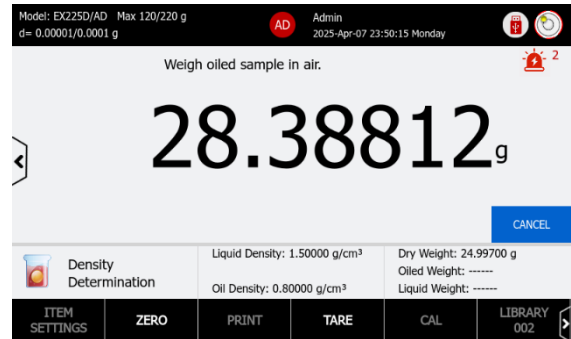 Model: EX225D/AD Max 120/220 g
d= 0.00001/0.0001 g
AD
Admin
2025-Apr-07 23:50:15 Monday
Weigh oiled sample in air.
2
28.38812 g
CANCEL
Density
Determination
Liquid Density: 1.50000 g/cm³
Oil Density: 0.80000 g/cm³
Dry Weight: 24.99700 g
Oiled Weight: ------
Liquid Weight: ------
ITEM
SETTINGS
ZERO
PRINT
TARE
CAL
LIBRARY
002